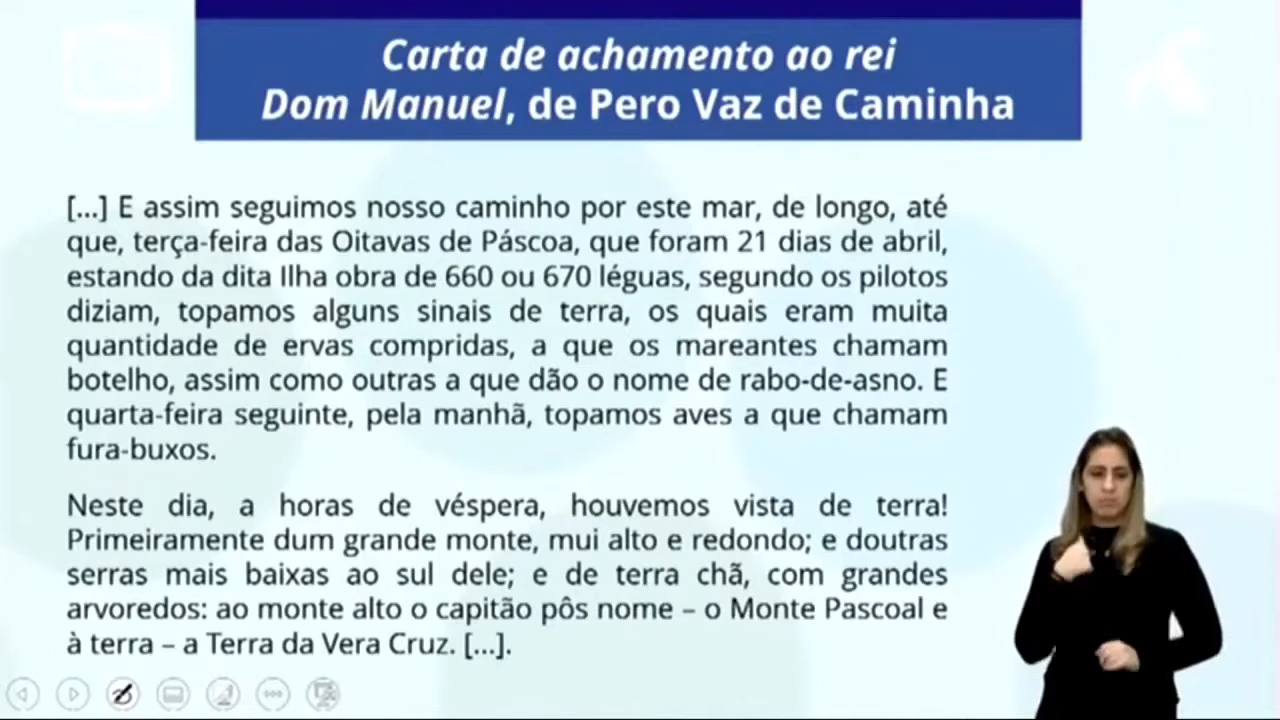 Carta de achamento ao rei
Dom Manuel, de Pero Vaz de Caminha
[...] E assim seguimos nosso caminho por este mar, de longo, até
que, terça-feira das Oitavas de Páscoa, que foram 21 dias de abril,
estando da dita Ilha obra de 660 ou 670 léguas, segundo os pilotos
diziam, topamos alguns sinais de terra, os quais eram muita
quantidade de ervas compridas, a que os mareantes chamam
botelho, assim como outras a que dão o nome de rabo-de-asno. E
quarta-feira seguinte, pela manhã, topamos aves a que chamam
fura-buxos.
Neste dia, a horas de véspera, houvemos vista de terra!
Primeiramente dum grande monte, mui alto e redondo; e doutras
serras mais baixas ao sul dele; e de terra chã, com grandes
arvoredos: ao monte alto o capitão pôs nome – o Monte Pascoal e
à terra – a Terra da Vera Cruz. [...].